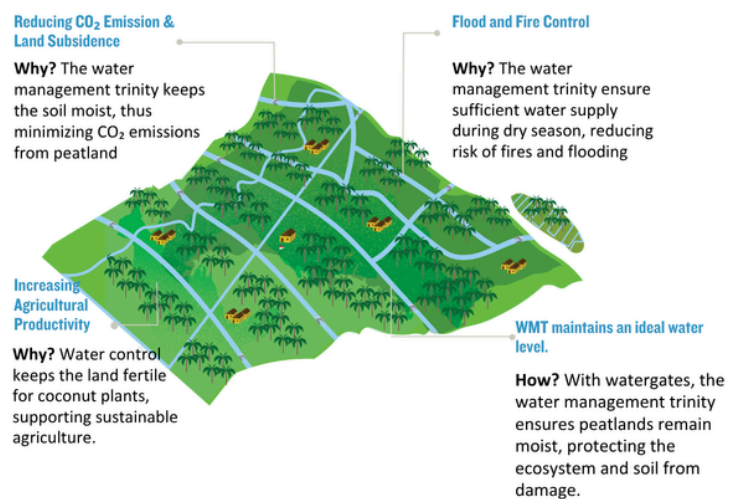 Reducing CO₂ Emission &
Land Subsidence
Why? The water
management trinity keeps
the soil moist, thus
minimizing CO₂ emissions
from peatland
Flood and Fire Control
Why? The water
management trinity ensure
sufficient water supply
during dry season, reducing
risk of fires and flooding
Increasing
Agricultural
Productivity
Why? Water control
keeps the land fertile
for coconut plants,
supporting sustainable
agriculture.
WMT maintains an ideal water
level.
How? With watergates, the
water management trinity
ensures peatlands remain
moist, protecting the
ecosystem and soil from
damage.